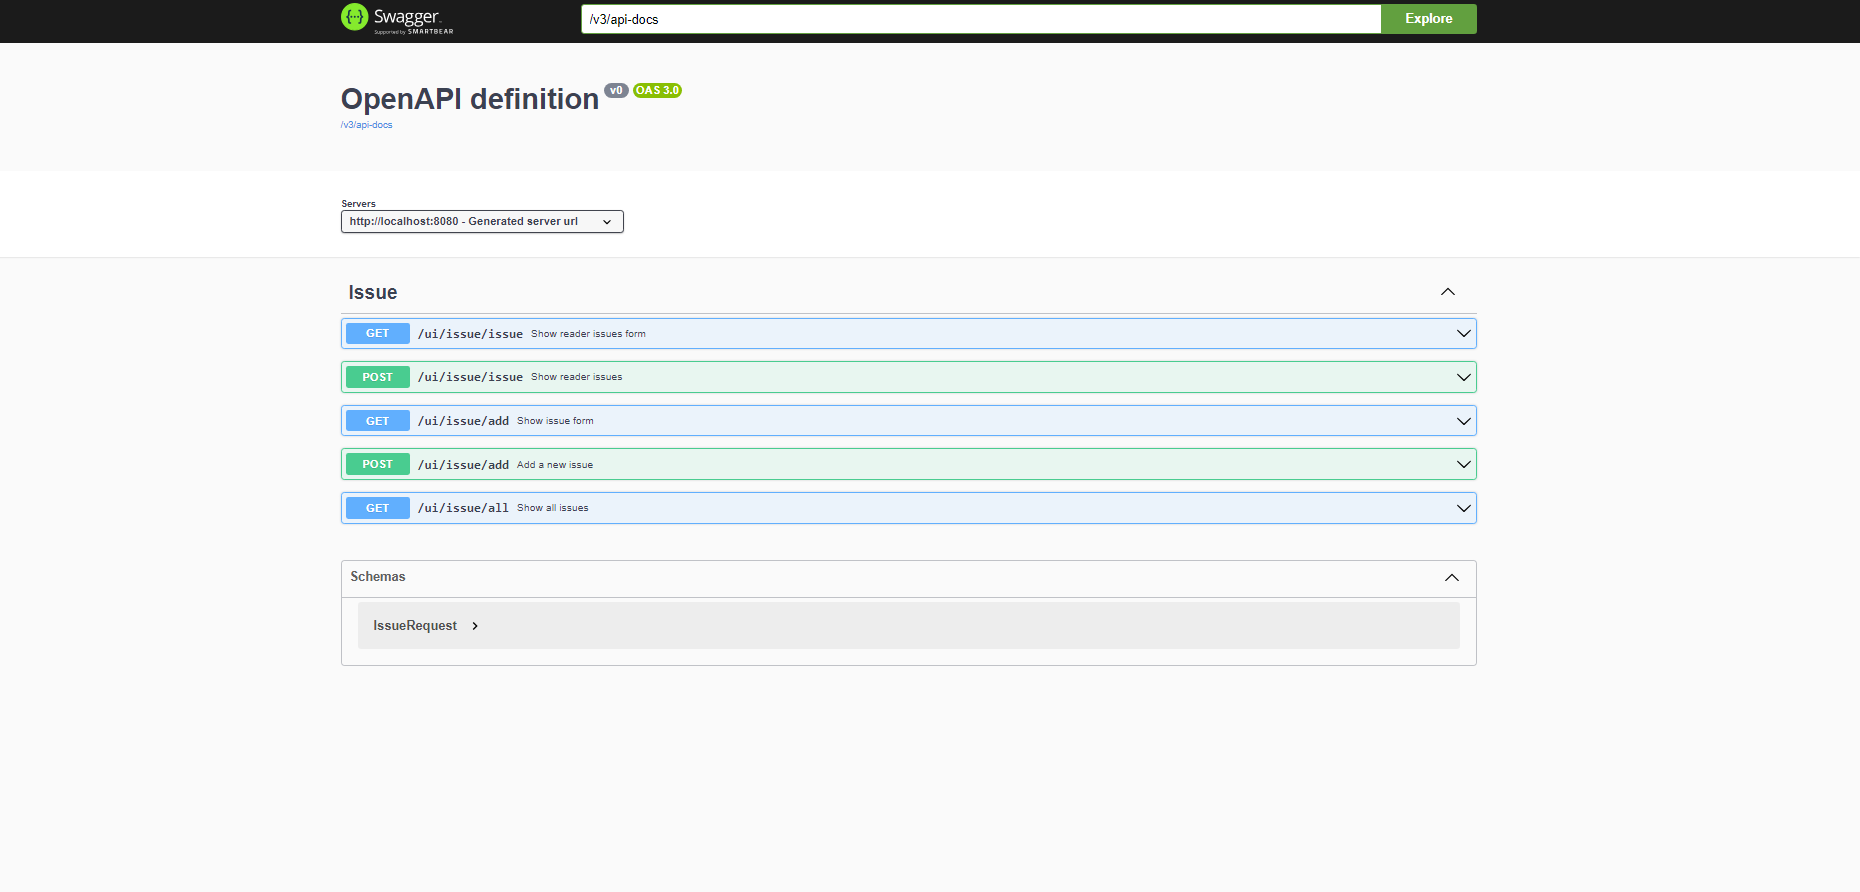 Swagger
Supported by SMARTBEAR
/v3/api-docs
Explore
OpenAPI definition v0 OAS 3.0
/v3/api-docs
Servers
http://localhost:8080 - Generated server url
Issue
GET /ui/issue/issue Show reader issues form
POST /ui/issue/issue Show reader issues
GET /ui/issue/add Show issue form
POST /ui/issue/add Add a new issue
GET /ui/issue/all Show all issues
Schemas
IssueRequest